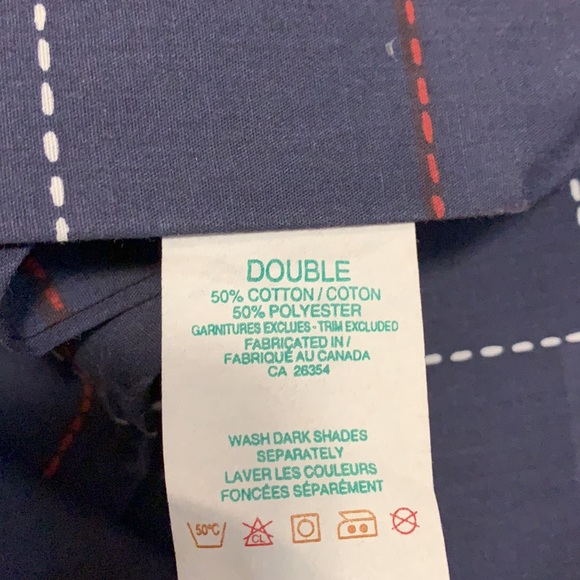 DOUBLE
50% COTTON / COTON
50% POLYESTER
GARNITURES EXCLUES - TRIM EXCLUDED
FABRICATED IN /
FABRIQUÉ AU CANADA
CA 26354
WASH DARK SHADES
SEPARATELY
LAVER LES COULEURS
FONCÉES SÉPARÉMENT
50°C CL